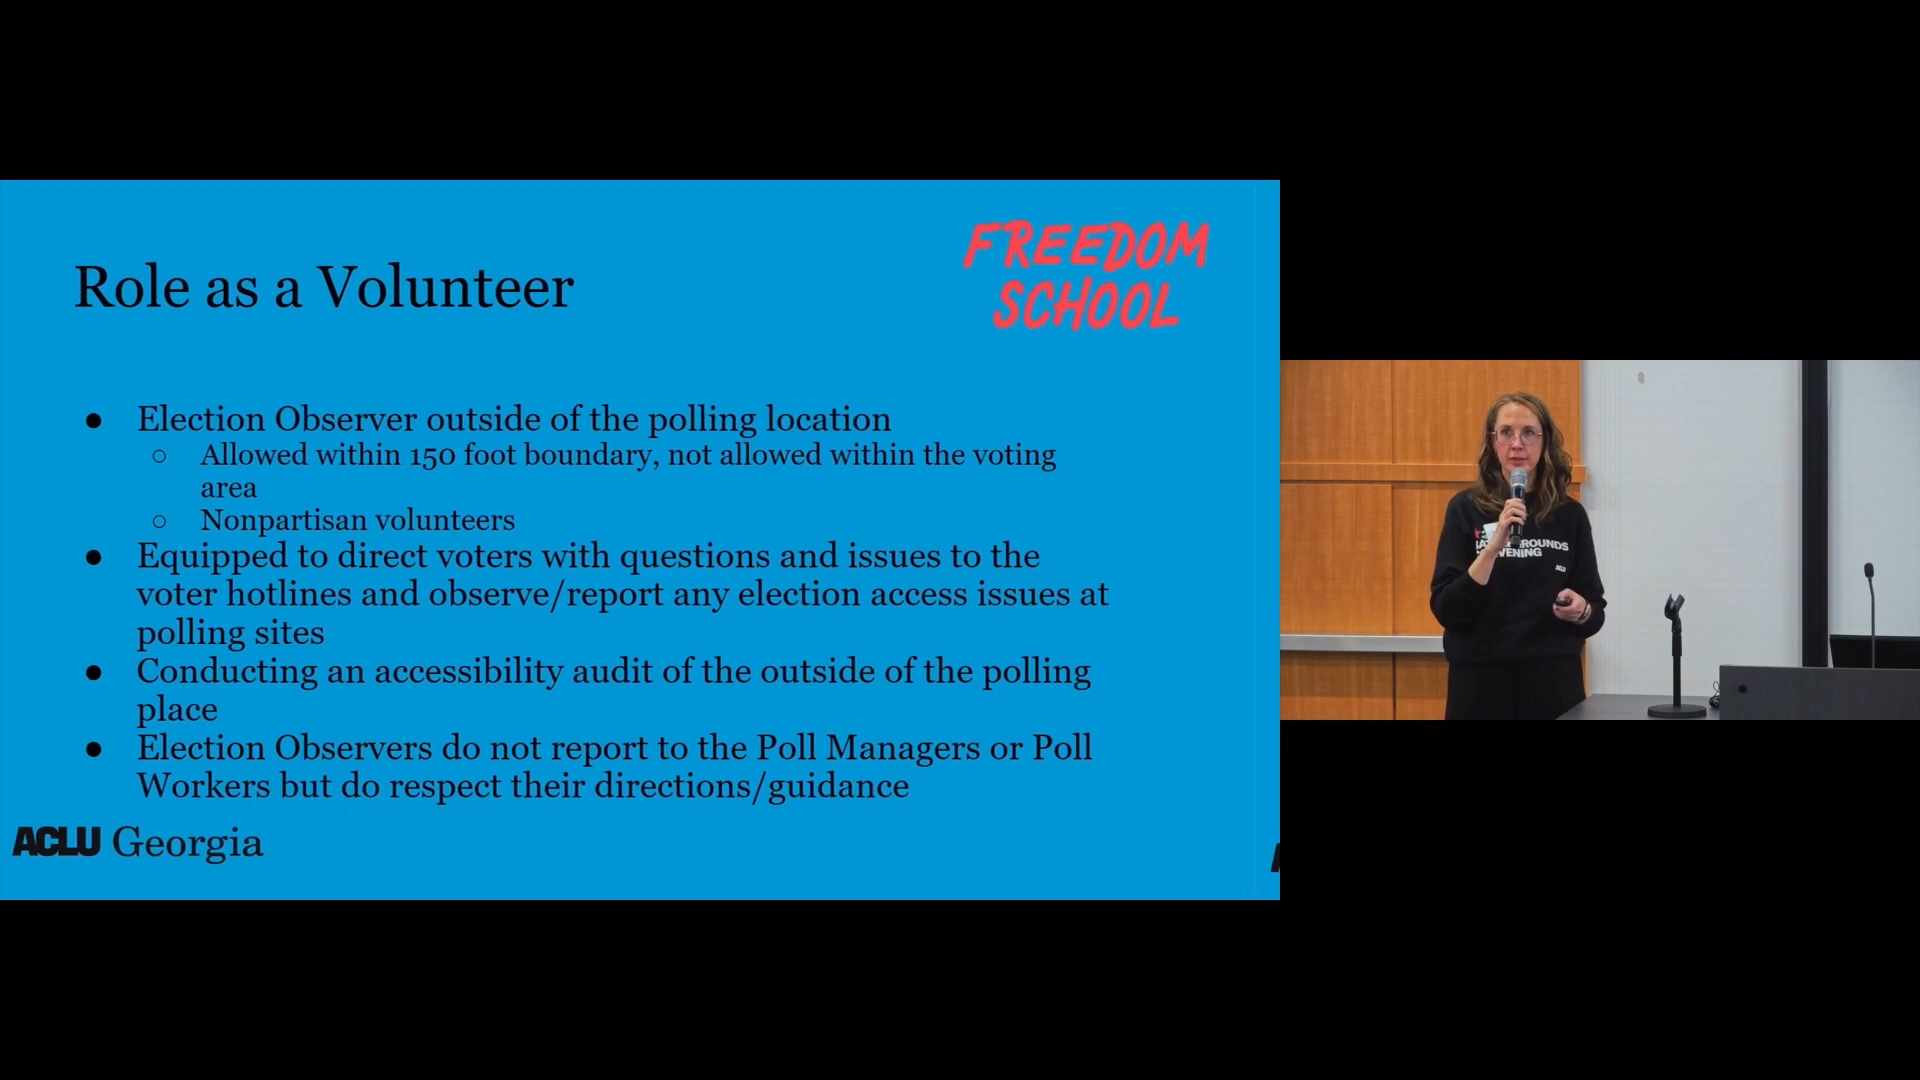 FREEDOM
SCHOOL
Role as a Volunteer
● Election Observer outside of the polling location
○ Allowed within 150 foot boundary, not allowed within the voting
area
○ Nonpartisan volunteers
● Equipped to direct voters with questions and issues to the
voter hotlines and observe/report any election access issues at
polling sites
● Conducting an accessibility audit of the outside of the polling
place
● Election Observers do not report to the Poll Managers or Poll
Workers but do respect their directions/guidance
ACLU Georgia
ACLU